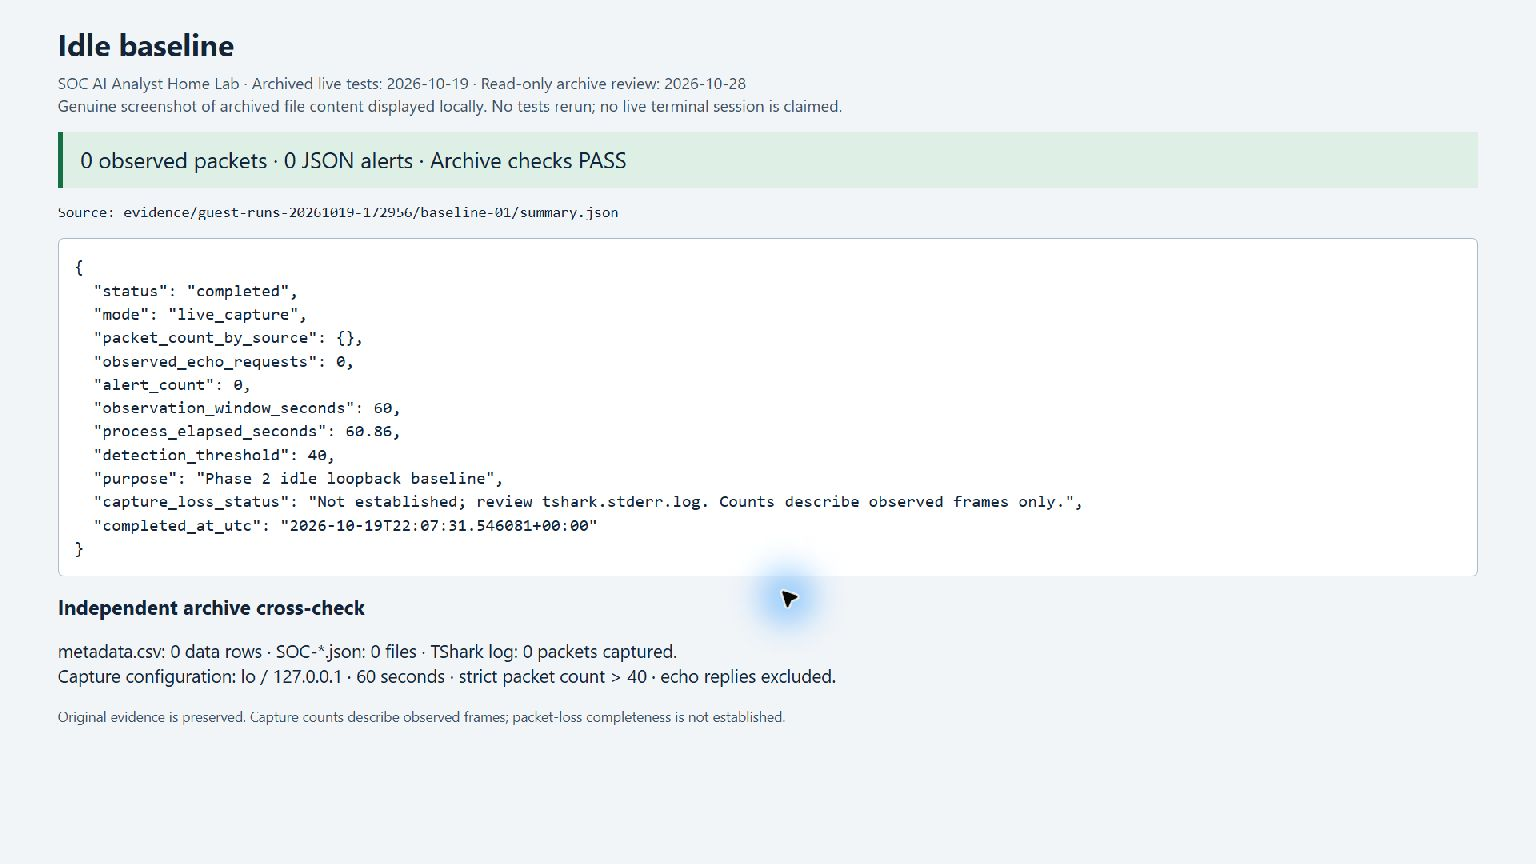 Idle baseline
SOC AI Analyst Home Lab · Archived live tests: 2026-10-19 · Read-only archive review: 2026-10-28
Genuine screenshot of archived file content displayed locally. No tests rerun; no live terminal session is claimed.
0 observed packets · 0 JSON alerts · Archive checks PASS
Source: evidence/guest-runs-20261019-172956/baseline-01/summary.json
{
  "status": "completed",
  "mode": "live_capture",
  "packet_count_by_source": {},
  "observed_echo_requests": 0,
  "alert_count": 0,
  "observation_window_seconds": 60,
  "process_elapsed_seconds": 60.86,
  "detection_threshold": 40,
  "purpose": "Phase 2 idle loopback baseline",
  "capture_loss_status": "Not established; review tshark.stderr.log. Counts describe observed frames only.",
  "completed_at_utc": "2026-10-19T22:07:31.546081+00:00"
}
Independent archive cross-check
metadata.csv: 0 data rows · SOC-*.json: 0 files · TShark log: 0 packets captured.
Capture configuration: lo / 127.0.0.1 · 60 seconds · strict packet count > 40 · echo replies excluded.
Original evidence is preserved. Capture counts describe observed frames; packet-loss completeness is not established.